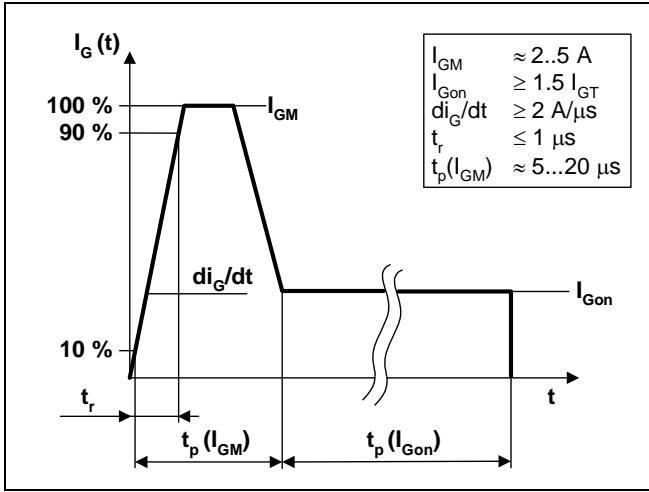 I_G (t)
I_GM ≈ 2..5 A
I_Gon ≥ 1.5 I_GT
di_G/dt ≥ 2 A/μs
t_r ≤ 1 μs
t_p(I_GM) ≈ 5...20 μs
100 %
I_GM
90 %
di_G/dt
I_Gon
10 %
t
t_r
t_p (I_GM)
t_p (I_Gon)